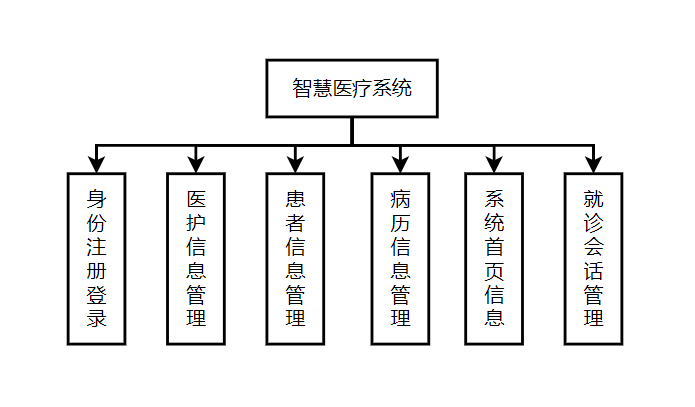 智慧医疗系统
身份注册登录
医护信息管理
患者信息管理
病历信息管理
系统首页信息
就诊会话管理